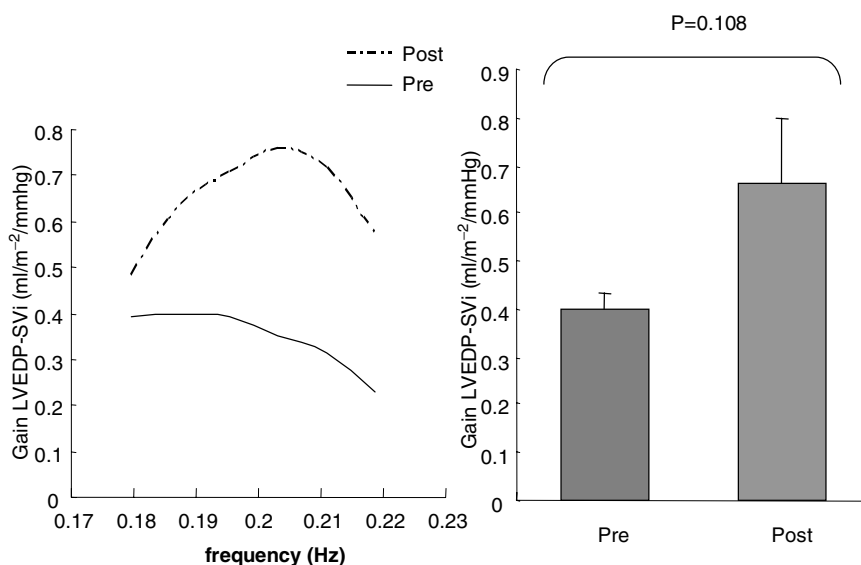 Post
Pre
Gain LVEDP-SVi (ml/m⁻²/mmhg)
0.8
0.7
0.6
0.5
0.4
0.3
0.2
0.1
0
0.17 0.18 0.19 0.2 0.21 0.22 0.23
frequency (Hz)
P=0.108
Gain LVEDP-SVi (ml/m⁻²/mmHg)
0.9
0.8
0.7
0.6
0.5
0.4
0.3
0.2
0.1
0
Pre Post